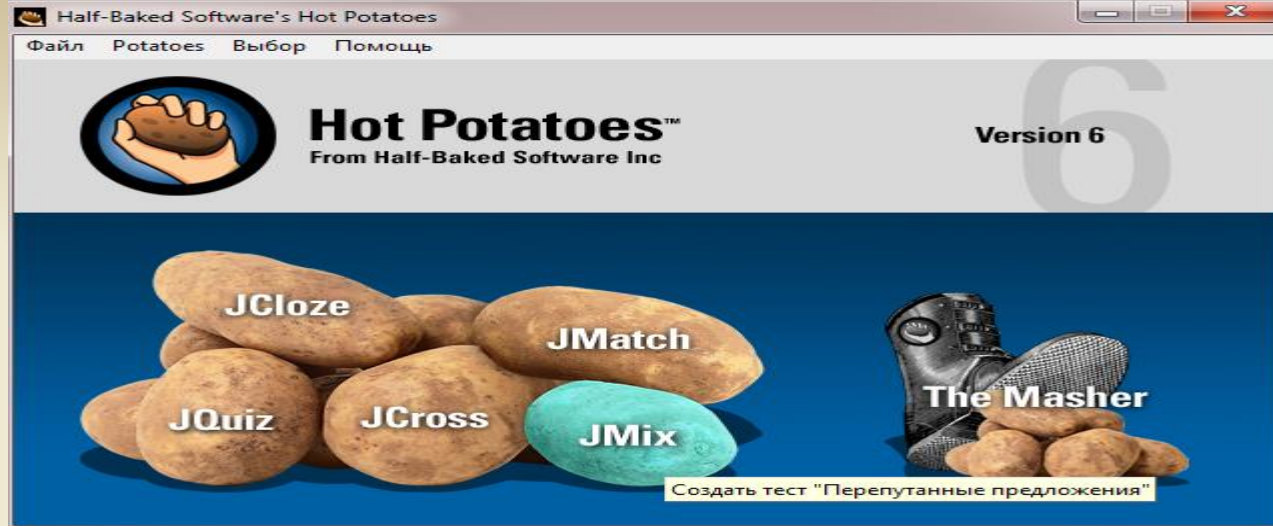 Half-Baked Software's Hot Potatoes
Файл Potatoes Выбор Помощь
6
Hot Potatoes™
From Half-Baked Software Inc
Version 6
JCloze
JMatch
JQuiz
JCross
JMix
The Masher
Создать тест "Перепутанные предложения"